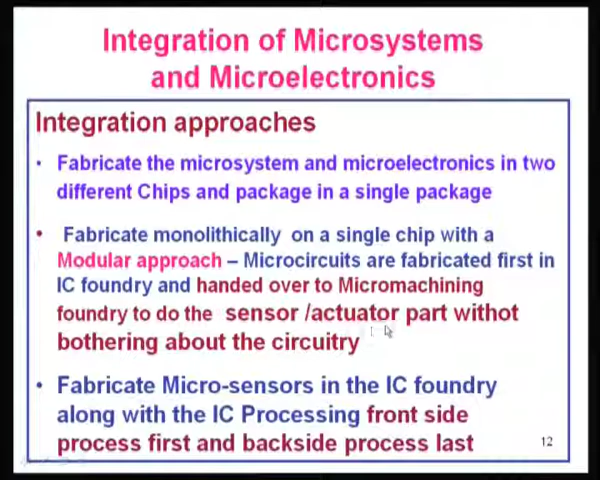 Integration of Microsystems
and Microelectronics
Integration approaches
• Fabricate the microsystem and microelectronics in two
different Chips and package in a single package
• Fabricate monolithically on a single chip with a
Modular approach – Microcircuits are fabricated first in
IC foundry and handed over to Micromachining
foundry to do the sensor /actuator part withot
bothering about the circuitry
• Fabricate Micro-sensors in the IC foundry
along with the IC Processing front side
process first and backside process last
12